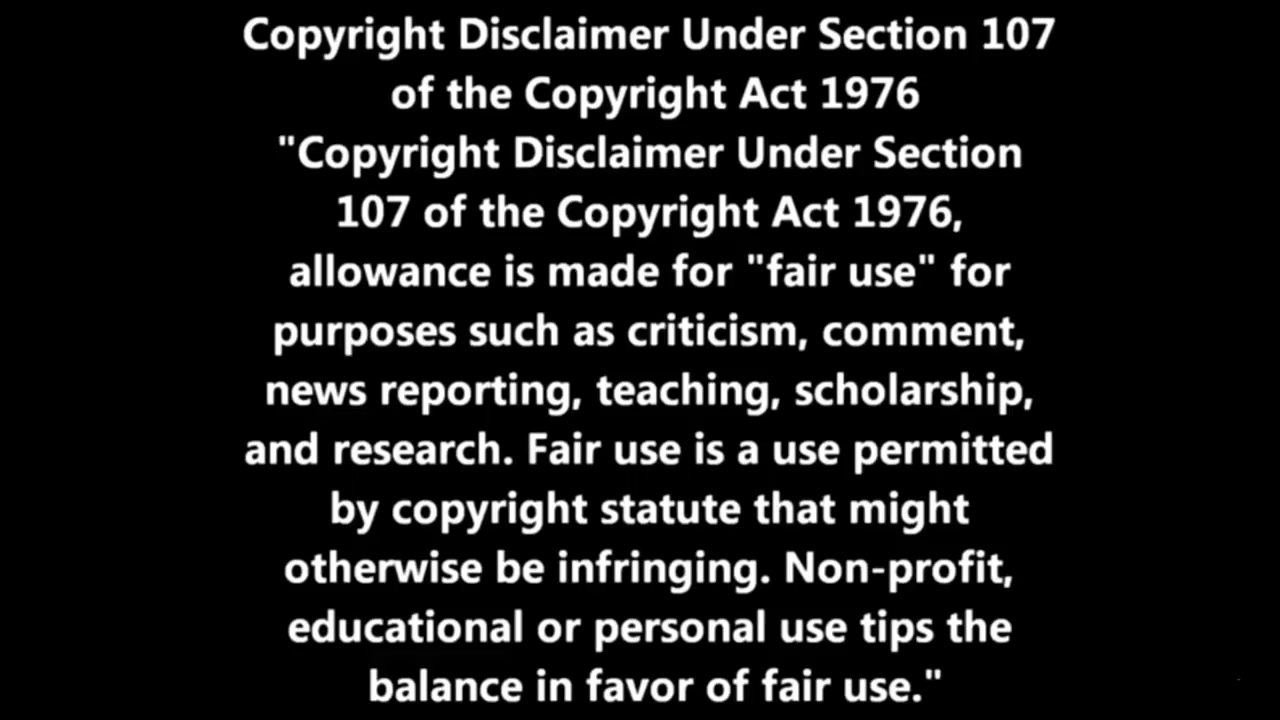 Copyright Disclaimer Under Section 107
of the Copyright Act 1976
"Copyright Disclaimer Under Section
107 of the Copyright Act 1976,
allowance is made for "fair use" for
purposes such as criticism, comment,
news reporting, teaching, scholarship,
and research. Fair use is a use permitted
by copyright statute that might
otherwise be infringing. Non-profit,
educational or personal use tips the
balance in favor of fair use."